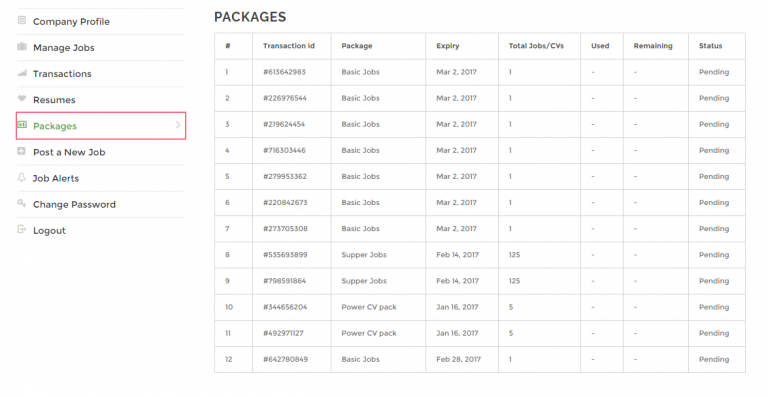 Company Profile
Manage Jobs
Transactions
Resumes
Packages
Post a New Job
Job Alerts
Change Password
Logout
PACKAGES
# Transaction id Package Expiry Total Jobs/CVs Used Remaining Status
1 #613642983 Basic Jobs Mar 2, 2017 1 - - Pending
2 #226976544 Basic Jobs Mar 2, 2017 1 - - Pending
3 #219624454 Basic Jobs Mar 2, 2017 1 - - Pending
4 #716303446 Basic Jobs Mar 2, 2017 1 - - Pending
5 #279953362 Basic Jobs Mar 2, 2017 1 - - Pending
6 #220842673 Basic Jobs Mar 2, 2017 1 - - Pending
7 #273705308 Basic Jobs Mar 2, 2017 1 - - Pending
8 #535693899 Supper Jobs Feb 14, 2017 125 - - Pending
9 #798591864 Supper Jobs Feb 14, 2017 125 - - Pending
10 #344656204 Power CV pack Jan 16, 2017 5 - - Pending
11 #492971127 Power CV pack Jan 16, 2017 5 - - Pending
12 #642780849 Basic Jobs Feb 28, 2017 1 - - Pending